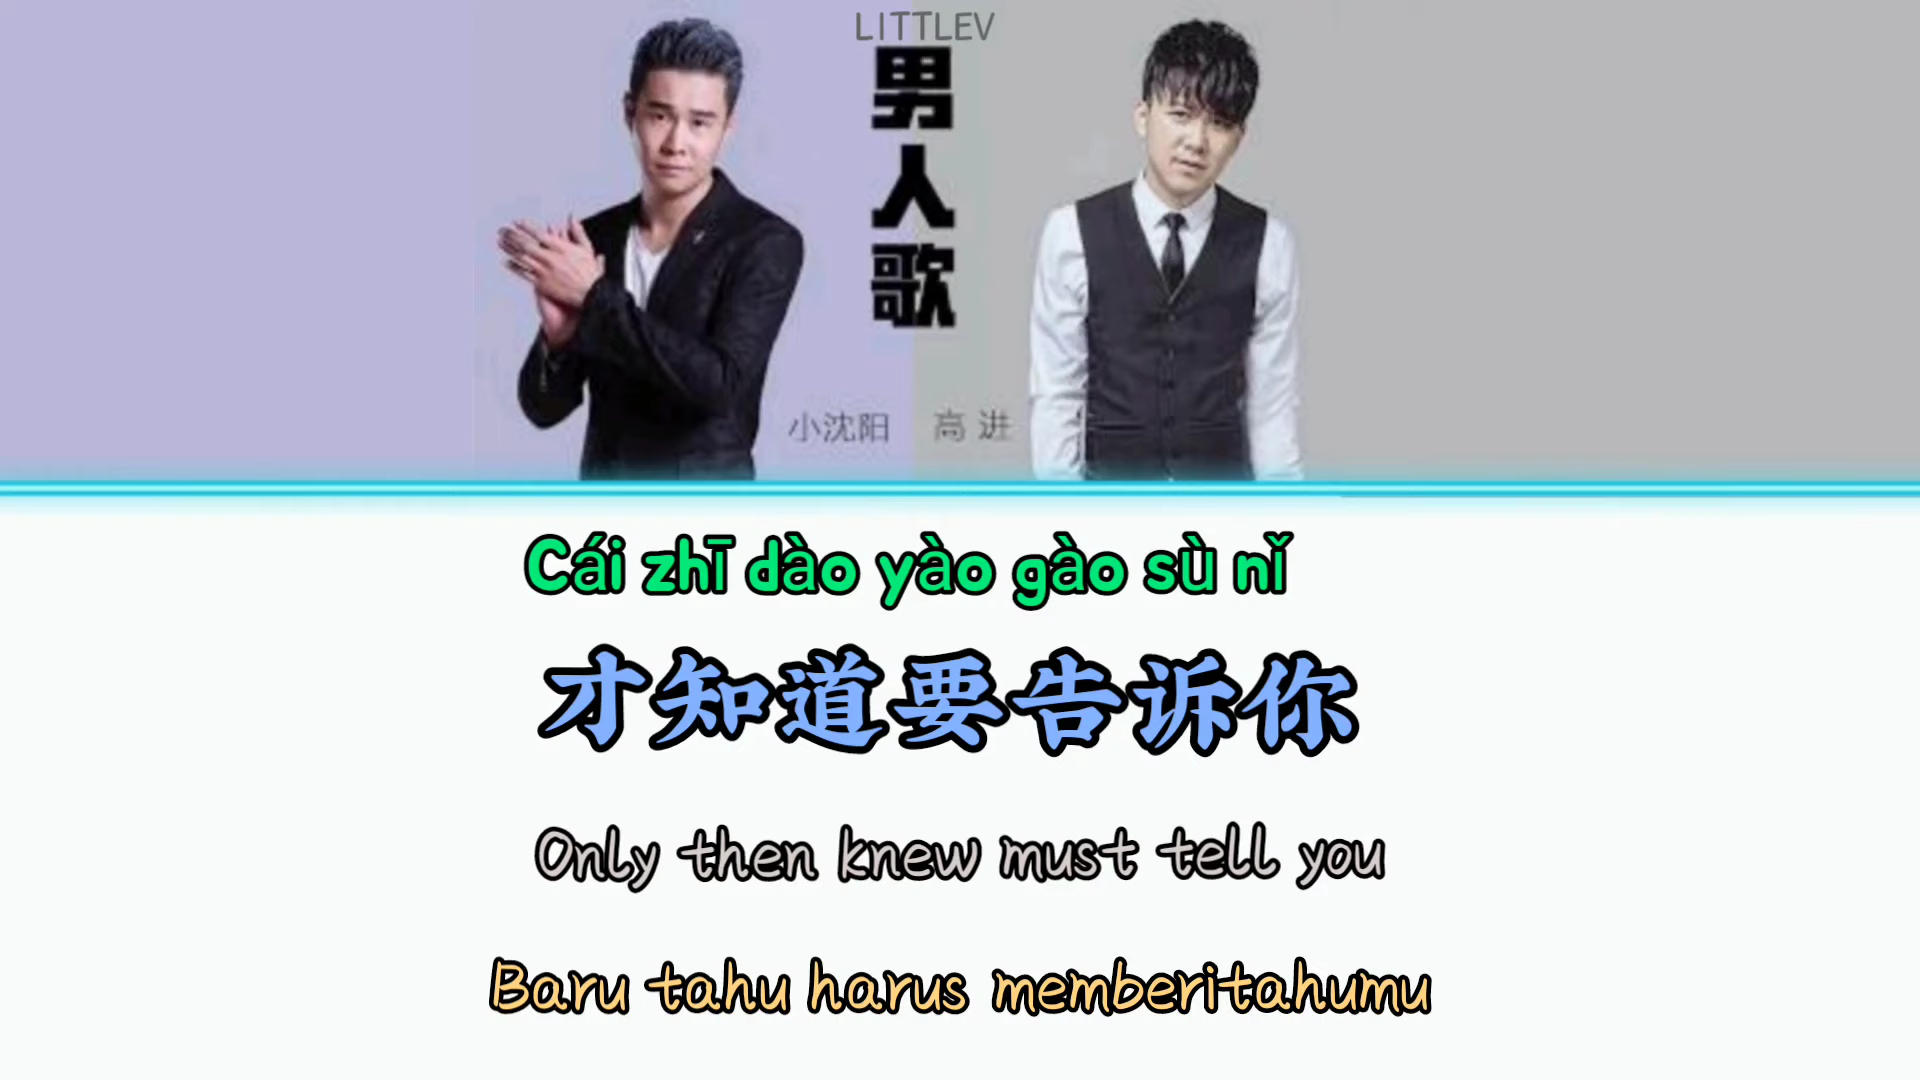 LITTLEV
男人歌
小沈阳 高进
Cái zhī dào yào gào sù nǐ
才知道要告诉你
Only then knew must tell you
Baru tahu harus memberitahumu